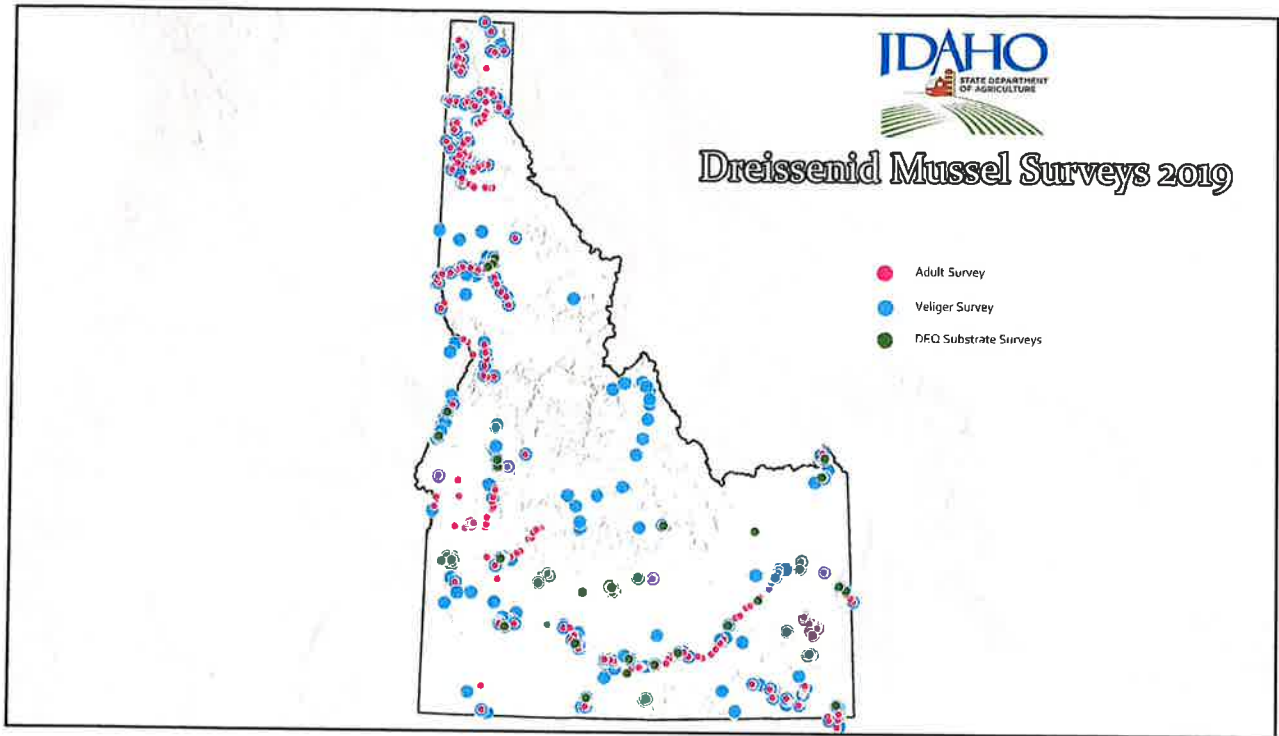 IDAHO
STATE DEPARTMENT
OF AGRICULTURE
Dreissenid Mussel Surveys 2019
Adult Survey
Veliger Survey
DEQ Substrate Surveys